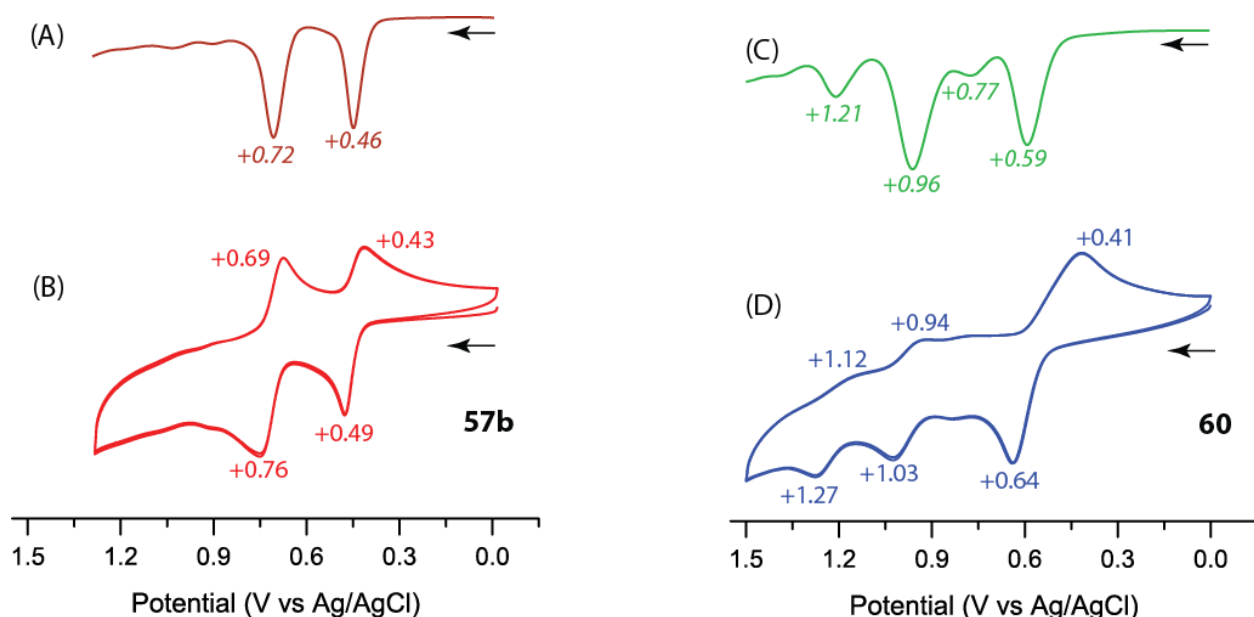 (A)
+0.72
+0.46
(B)
+0.69
+0.43
57b
+0.76
+0.49
1.5 1.2 0.9 0.6 0.3 0.0
Potential (V vs Ag/AgCl)
(C)
+1.21
+0.77
+0.96
+0.59
(D)
+1.12
+0.94
+0.41
60
+1.27
+1.03
+0.64
1.5 1.2 0.9 0.6 0.3 0.0
Potential (V vs Ag/AgCl)